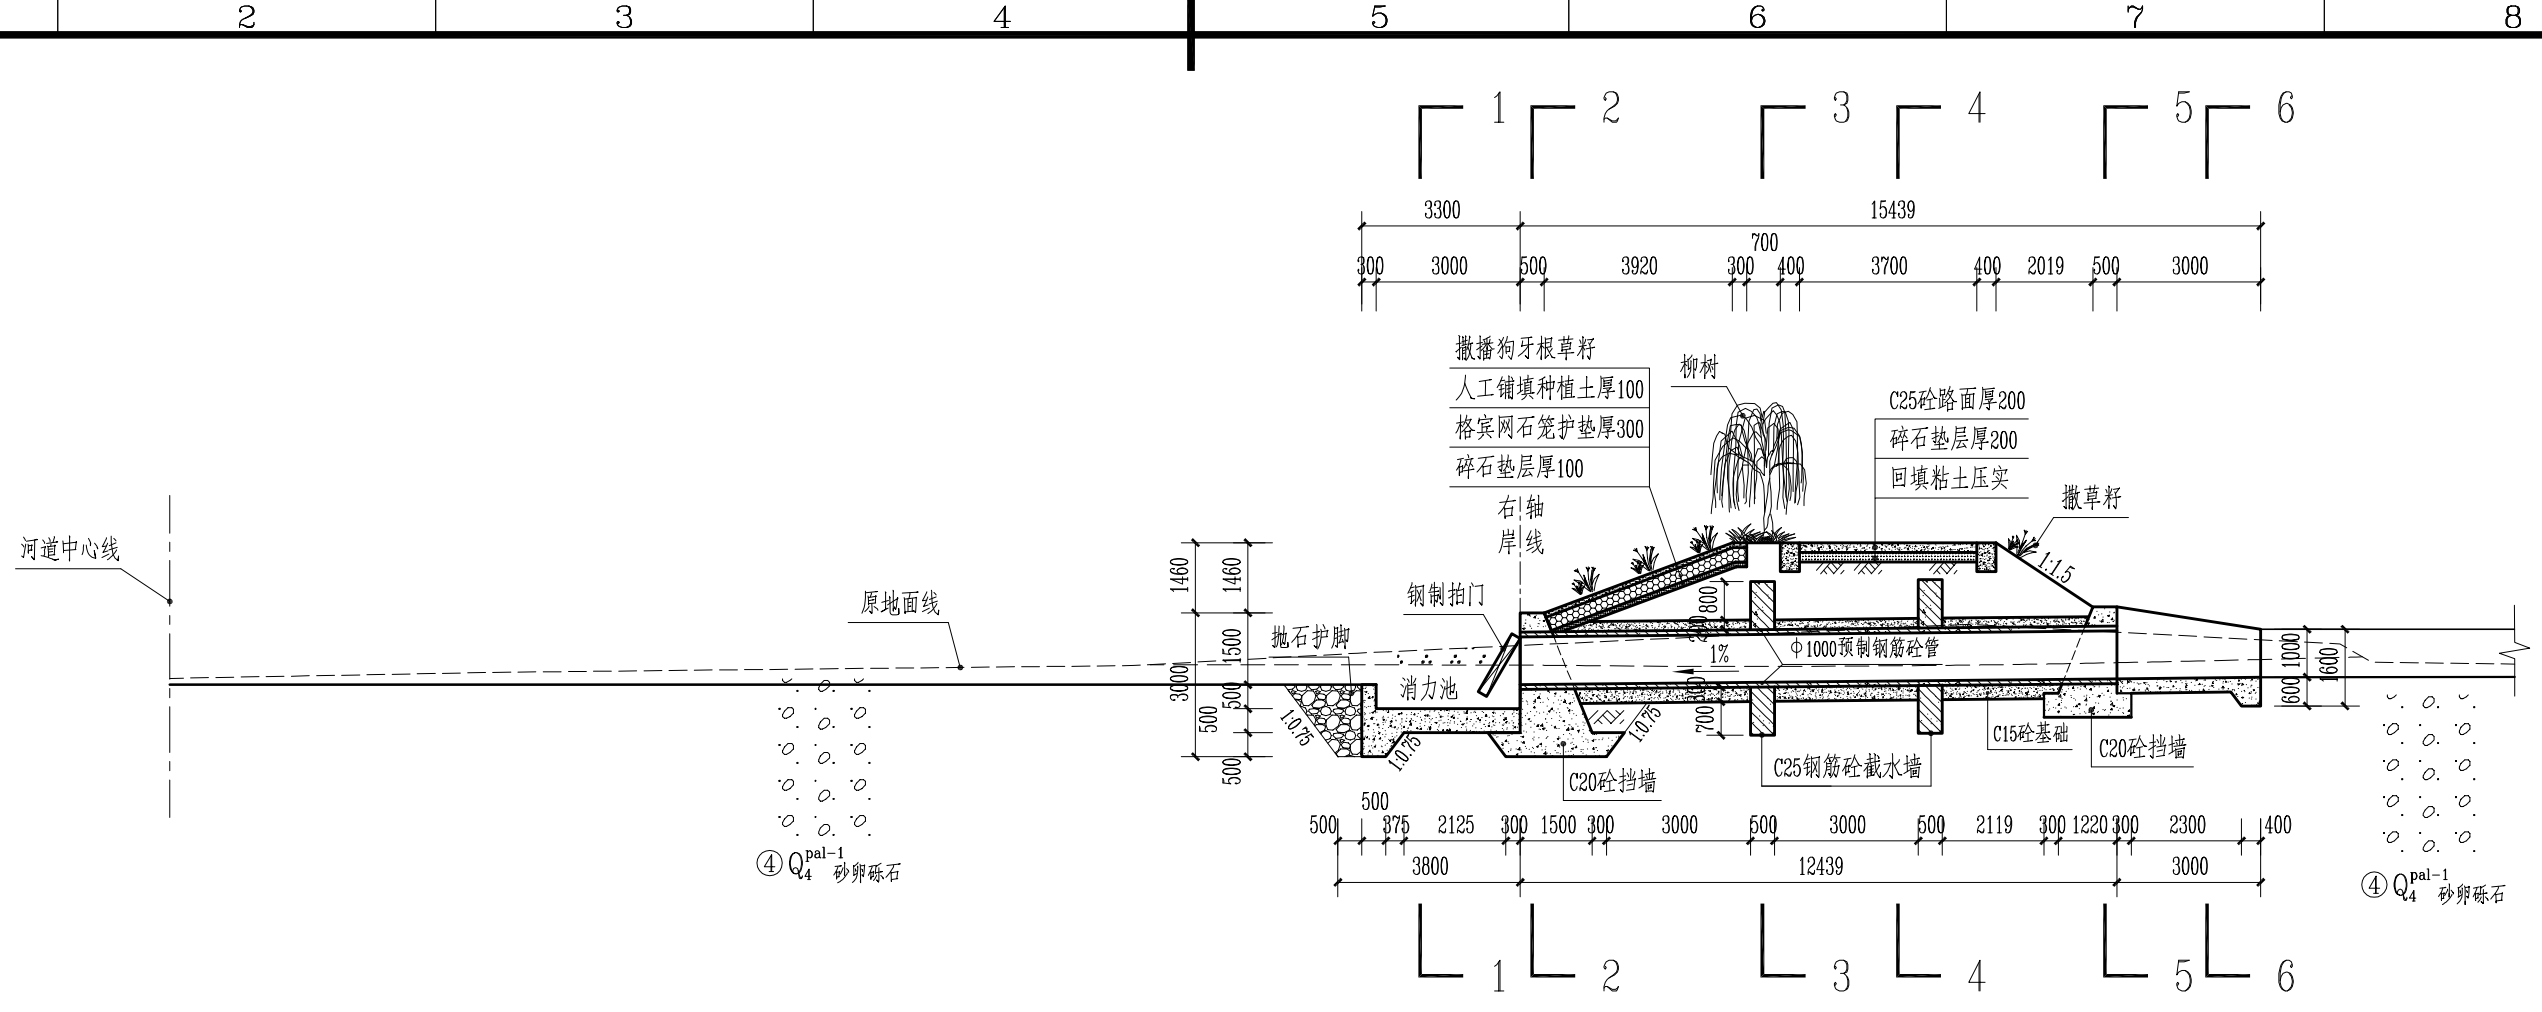 2 3 4 5 6 7 8
1 2 3 4 5 6
3300 15439
700
300 3000 500 3920 300 400 3700 400 2019 500 3000
撒播狗牙根草籽
人工铺填种植土厚100
格宾网石笼护垫厚300
碎石垫层厚100
柳树
C25砼路面厚200
碎石垫层厚200
回填粘土压实
撒草籽
1:1.5
右 轴
岸 线
河道中心线
原地面线
抛石护脚
钢制拍门
消力池
1460 1460
3000 1500
500 500
500
800
300
700
1%
ф1000预制钢筋砼管
1000 1600
600
1:0.75
1:0.75
1:0.75
C15砼基础
C20砼挡墙
C25钢筋砼截水墙
C20砼挡墙
500
500 375 2125 300 1500 300 3000 500 3000 500 2119 300 1220 300 2300 400
3800 12439 3000
④Q4pal-1 砂卵砾石
④Q4pal-1 砂卵砾石
1 2 3 4 5 6